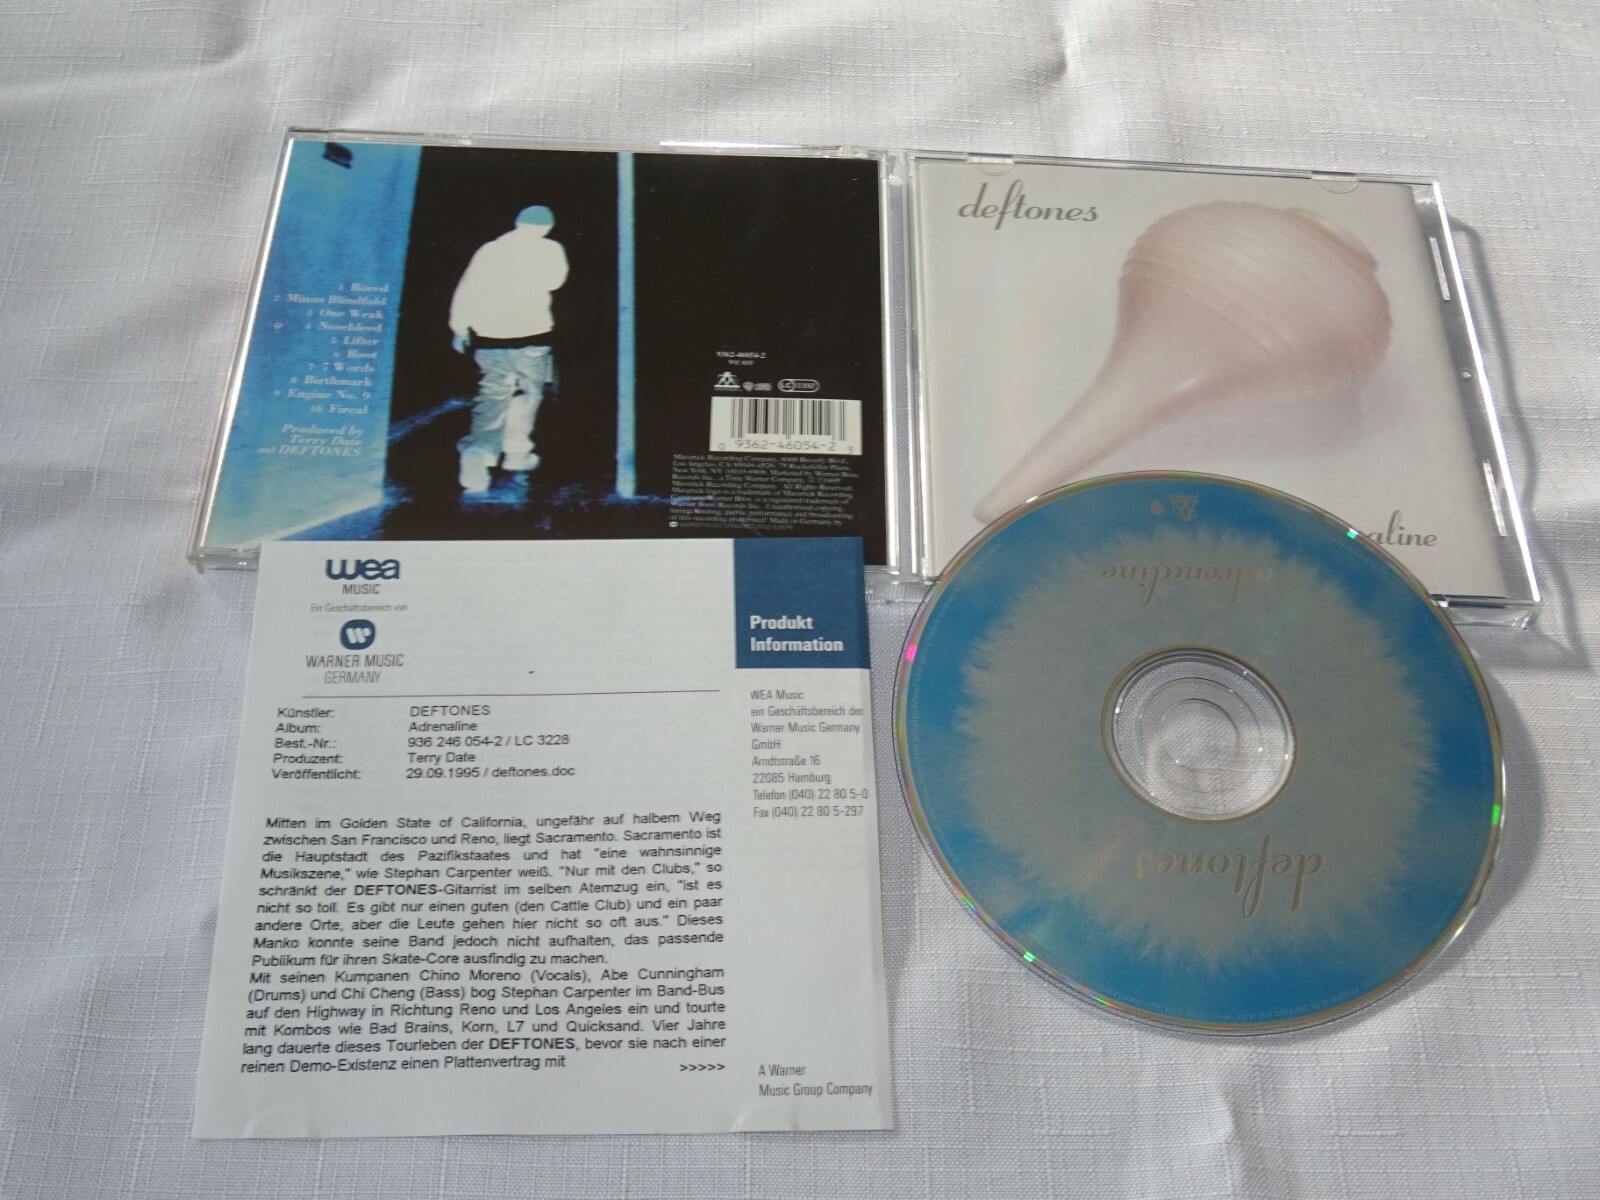 1 Bored
2 Minus Blindfold
3 One Weak
4 Nosebleed
5 Lifter
6 Root
7 7 Words
8 Birthmark
9 Engine No. 9
10 Fireal
Produced by
Terry Date
and DEFTONES
9362-46054-2
0 9362-46054-2 3
Maverick Recording Company,
deftones
aline
adrenaline
deftones
wea
MUSIC
Ein Geschäftsbereich von
WARNER MUSIC
GERMANY
Künstler: DEFTONES
Album: Adrenaline
Best.-Nr.: 936 246 054-2 / LC 3228
Produzent: Terry Date
Veröffentlicht: 29.09.1995 / deftones.doc
Mitten im Golden State of California, ungefähr auf halbem Weg
zwischen San Francisco und Reno, liegt Sacramento. Sacramento ist
die Hauptstadt des Pazifikstaates und hat "eine wahnsinnige
Musikszene," wie Stephan Carpenter weiß. "Nur mit den Clubs," so
schränkt der DEFTONES-Gitarrist im selben Atemzug ein, "ist es
nicht so toll. Es gibt nur einen guten (den Cattle Club) und ein paar
andere Orte, aber die Leute gehen hier nicht so oft aus." Dieses
Manko konnte seine Band jedoch nicht aufhalten, das passende
Publikum für ihren Skate-Core ausfindig zu machen.
Mit seinen Kumpanen Chino Moreno (Vocals), Abe Cunningham
(Drums) und Chi Cheng (Bass) bog Stephan Carpenter im Band-Bus
auf den Highway in Richtung Reno und Los Angeles ein und tourte
mit Kombos wie Bad Brains, Korn, L7 und Quicksand. Vier Jahre
lang dauerte dieses Tourleben der DEFTONES, bevor sie nach einer
reinen Demo-Existenz einen Plattenvertrag mit
>>>>>
Produkt
Information
WEA Music
ein Geschäftsbereich der
Warner Music Germany
GmbH
Arndtstraße 16
22085 Hamburg
Telefon (040) 22 80 5-0
Fax (040) 22 80 5-297
A Warner
Music Group Company